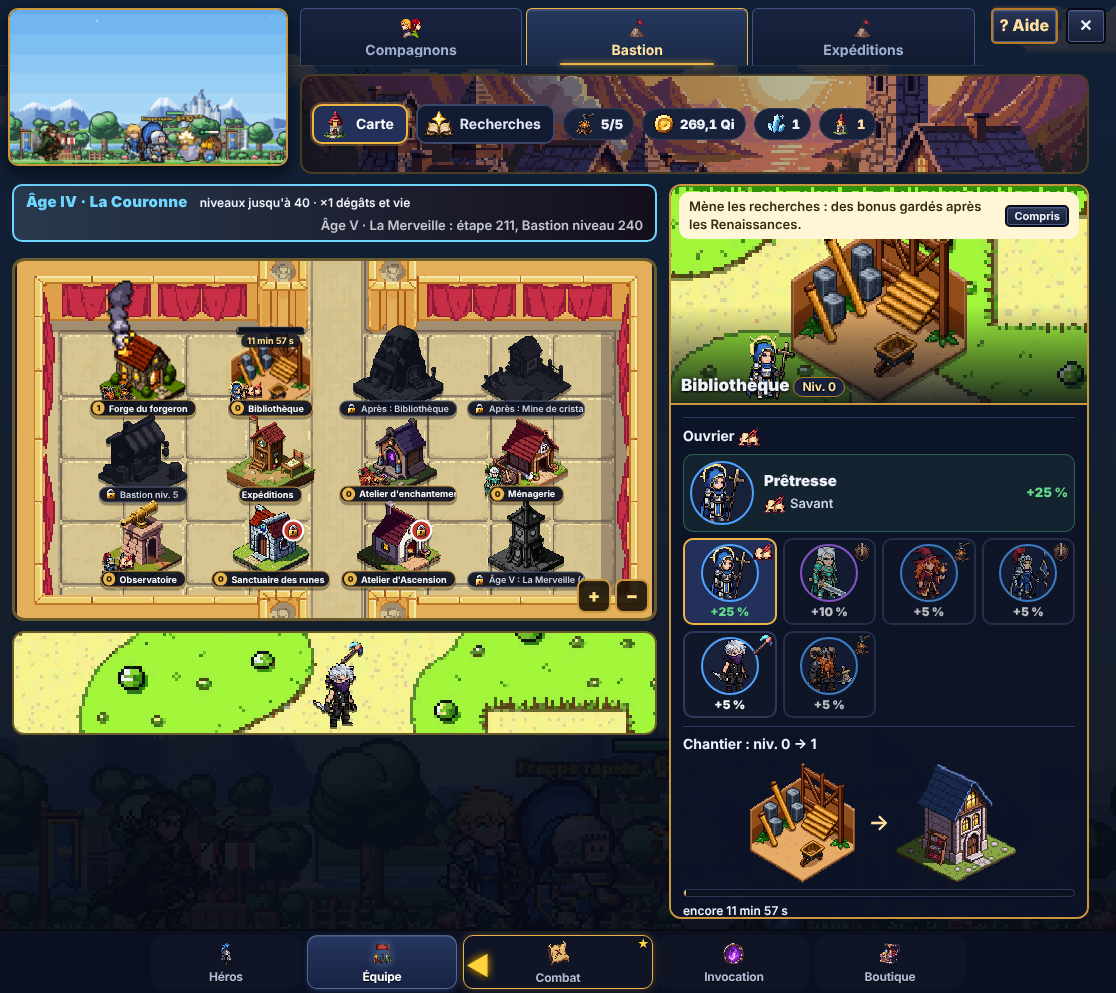 Compagnons
Bastion
Expéditions
? Aide
×
Carte
Recherches
5/5
269,1 Qi
1
1
Âge IV · La Couronne
niveaux jusqu'à 40 · ×1 dégâts et vie
Âge V · La Merveille : étape 211, Bastion niveau 240
11 min 57 s
1 Forge du forgeron
0 Bibliothèque
Après : Bibliothèque
Après : Mine de crista
Bastion niv. 5
Expéditions
0 Atelier d'enchantemen
0 Ménagerie
0 Observatoire
0 Sanctuaire des runes
0 Atelier d'Ascension
Âge V : La Merveille
+
−
Mène les recherches : des bonus gardés après
les Renaissances.
Compris
Bibliothèque
Niv. 0
Ouvrier
Prêtresse
Savant
+25 %
+25 %
+10 %
+5 %
+5 %
+5 %
+5 %
Chantier : niv. 0 → 1
→
encore 11 min 57 s
Héros
Équipe
Combat
Invocation
Boutique